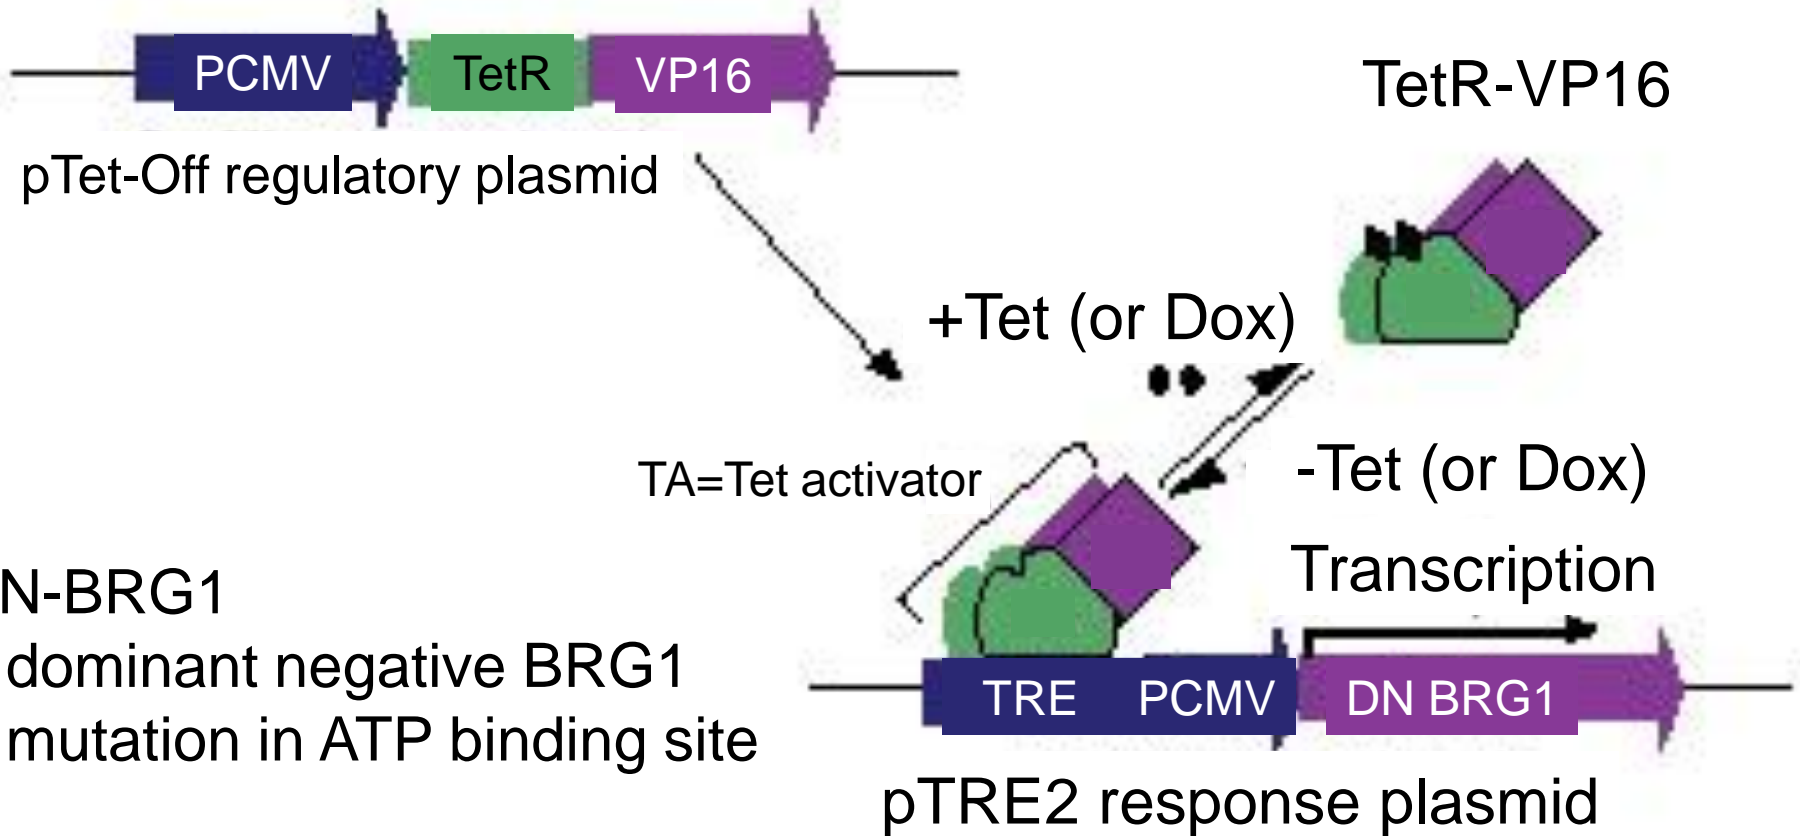 PCMV TetR VP16
TetR-VP16
pTet-Off regulatory plasmid
+Tet (or Dox)
TA=Tet activator
-Tet (or Dox)
Transcription
N-BRG1
dominant negative BRG1
mutation in ATP binding site
TRE PCMV DN BRG1
pTRE2 response plasmid